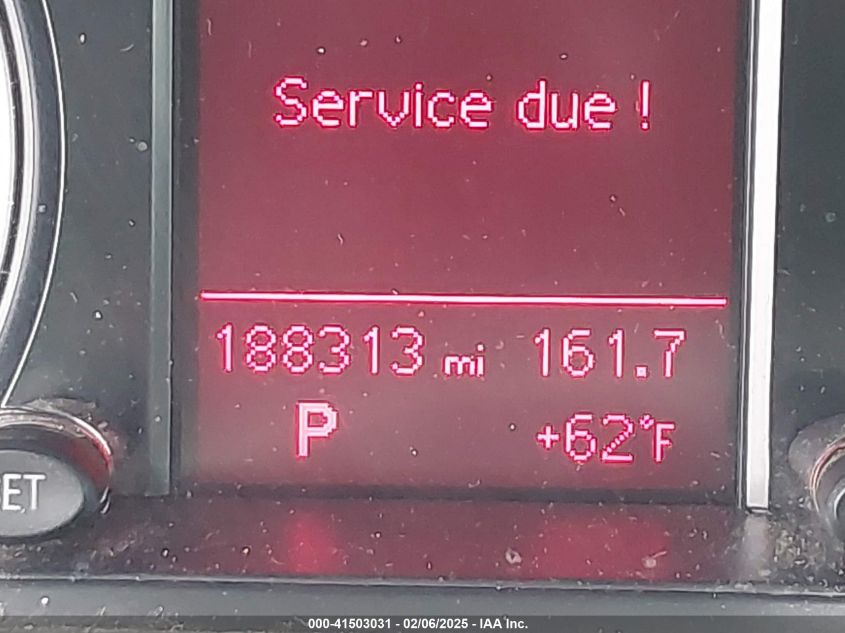 Service due !
188313 mi 161.7
P +62°F
ET
000-41503031 - 02/06/2025 - IAA Inc.